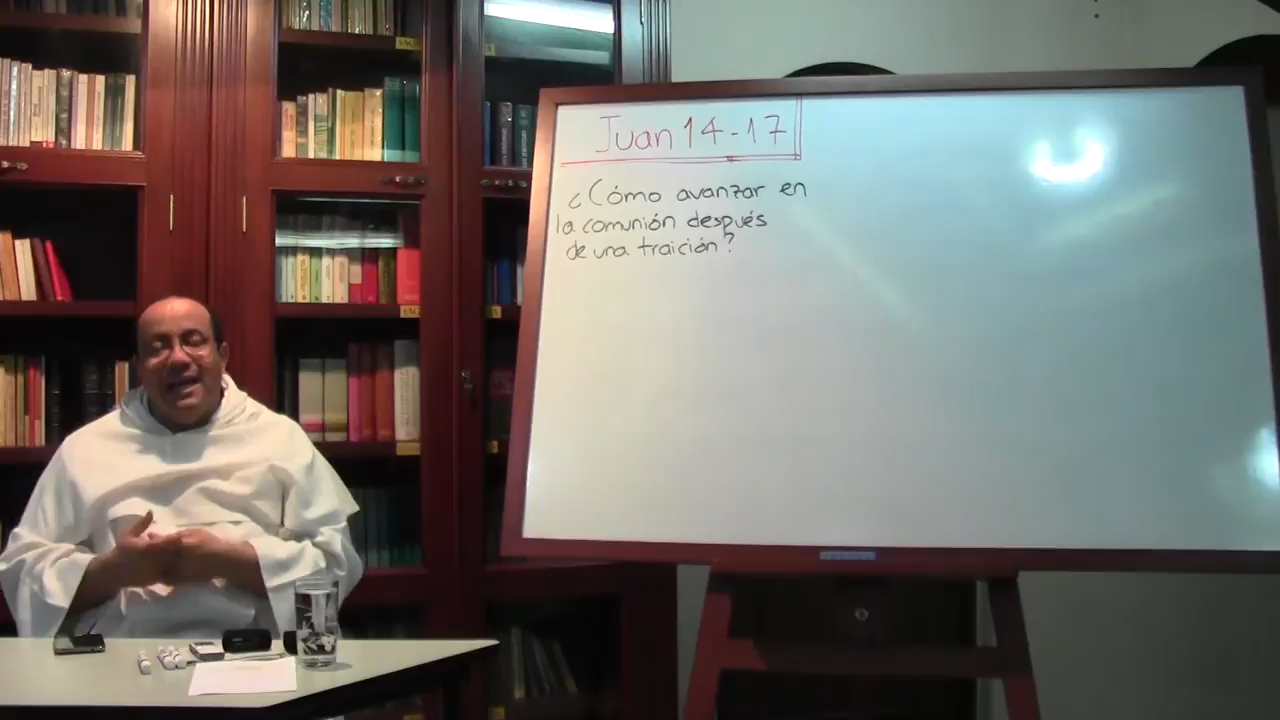 Juan 14-17
¿Cómo avanzar en
la comunión después
de una traición?